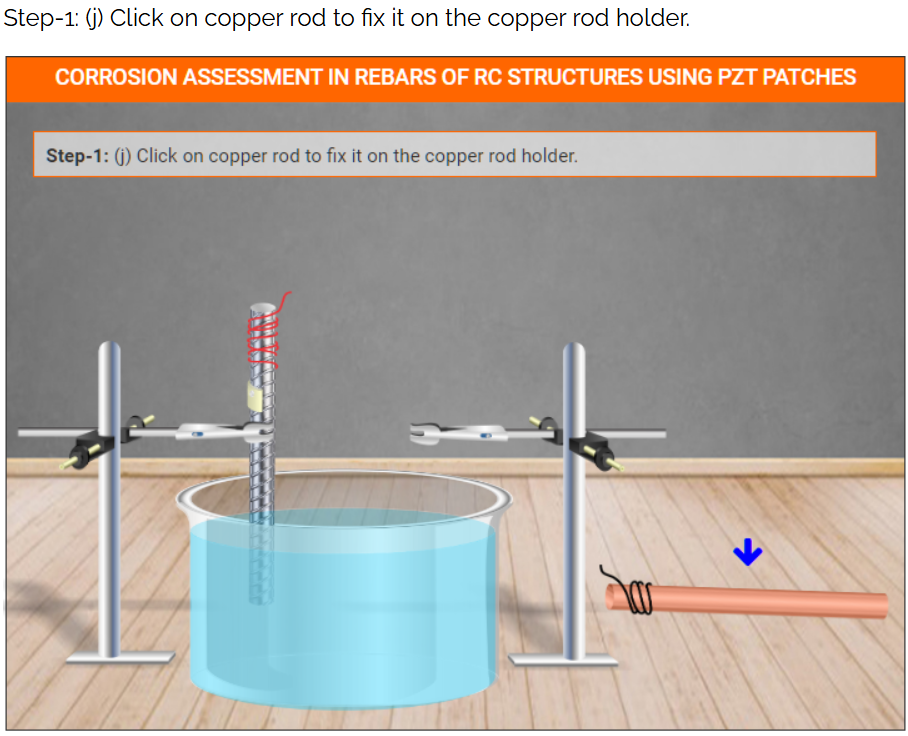 Step-1: (j) Click on copper rod to fix it on the copper rod holder.
CORROSION ASSESSMENT IN REBARS OF RC STRUCTURES USING PZT PATCHES
Step-1: (j) Click on copper rod to fix it on the copper rod holder.